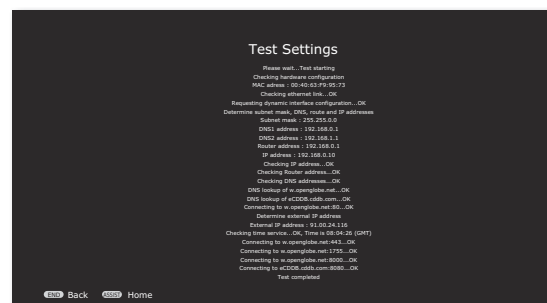 Test Settings
Please wait...Test starting
Checking hardware configuration
MAC adress : 00:40:63:F9:95:73
Checking ethernet link...OK
Requesting dynamic interface configuration...OK
Determine subnet mask, DNS, route and IP addresses
Subnet mask : 255.255.0.0
DNS1 address : 192.168.0.1
DNS2 address : 192.168.1.1
Router address : 192.168.0.1
IP address : 192.168.0.10
Checking IP address...OK
Checking Router address...OK
Checking DNS addresses...OK
DNS lookup of w.openglobe.net...OK
DNS lookup of eCDDB.cddb.com...OK
Connecting to w.openglobe.net:80...OK
Determine external IP address
External IP address : 91.00.24.116
Checking time service...OK, Time is 08:04:26 (GMT)
Connecting to w.openglobe.net:443...OK
Connecting to w.openglobe.net:1755...OK
Connecting to w.openglobe.net:8000...OK
Connecting to eCDDB.cddb.com:8080...OK
Test completed
END Back ASSIST Home